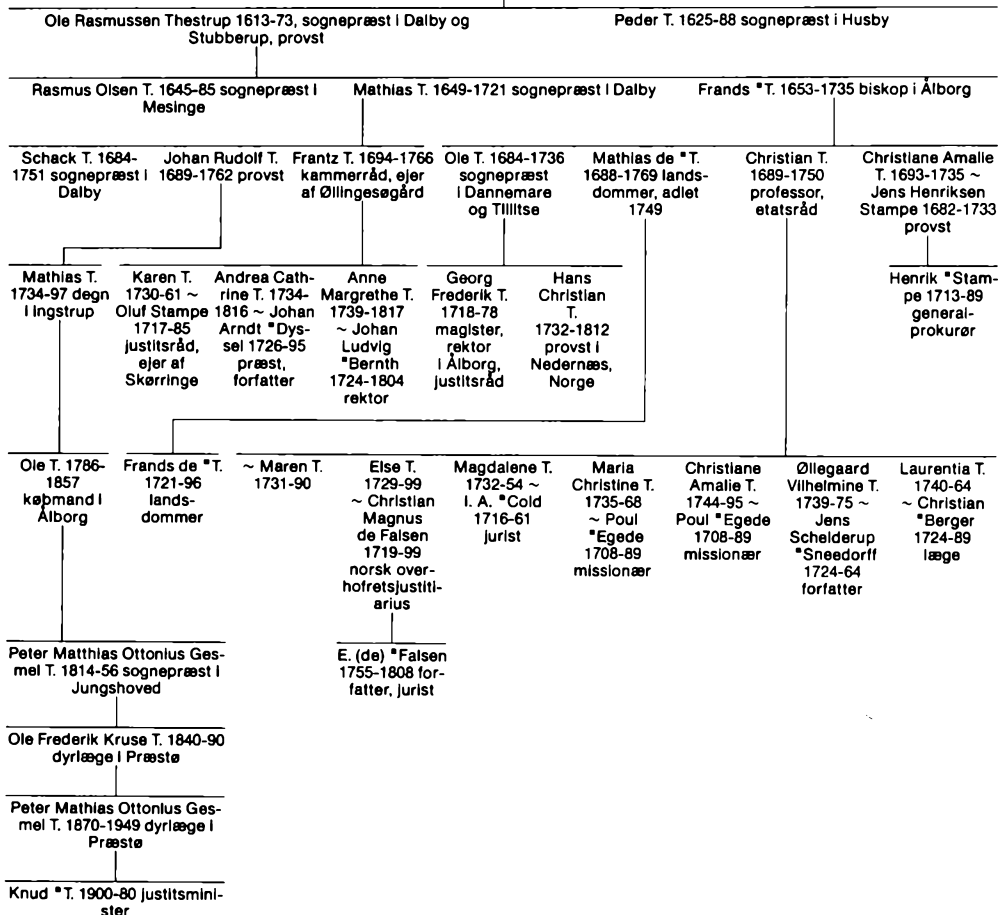 Ole Rasmussen Thestrup 1613-73, sognepræst i Dalby og
Stubberup, provst
Peder T. 1625-88 sognepræst i Husby
Rasmus Olsen T. 1645-85 sognepræst i
Mesinge
Mathias T. 1649-1721 sognepræst i Dalby
Frands *T. 1653-1735 biskop i Ålborg
Schack T. 1684-
1751 sognepræst i
Dalby
Johan Rudolf T.
1689-1762 provst
Frantz T. 1694-1766
kammerråd, ejer
af Øllingesøgård
Ole T. 1684-1736
sognepræst
i Dannemare
og Tillitse
Mathias de *T.
1688-1769 lands-
dommer, adlet
1749
Christian T.
1689-1750
professor,
etatsråd
Christiane Amalie
T. 1693-1735 ~
Jens Henriksen
Stampe 1682-1733
provst
Mathias T.
1734-97 degn
i Ingstrup
Karen T.
1730-61 ~
Oluf Stampe
1717-85
justitsråd,
ejer af
Skørringe
Andrea Cath-
rine T. 1734-
1816 ~ Johan
Arndt *Dys-
sel 1726-95
præst,
forfatter
Anne
Margrethe T.
1739-1817
~ Johan
Ludvig
*Bernth
1724-1804
rektor
Georg
Frederik T.
1718-78
magister,
rektor
i Ålborg,
justitsråd
Hans
Christian
T.
1732-1812
provst i
Nedernæs,
Norge
Henrik *Stam-
pe 1713-89
general-
prokurør
Ole T. 1786-
1857
købmand i
Ålborg
Frands de *T.
1721-96
lands-
dommer
~ Maren T.
1731-90
Else T.
1729-99
~ Christian
Magnus
de Falsen
1719-99
norsk over-
hofretsjustiti-
arius
Magdalene T.
1732-54 ~
I. A. *Cold
1716-61
jurist
Maria
Christine T.
1735-68
~ Poul
*Egede
1708-89
missionær
Christiane
Amalie T.
1744-95 ~
Poul *Egede
1708-89
missionær
Øllegaard
Vilhelmine T.
1739-75 ~
Jens
Schelderup
*Sneedorff
1724-64
forfatter
Laurentia T.
1740-64
~ Christian
*Berger
1724-89
læge
Peter Matthias Ottonius Ges-
mel T. 1814-56 sognepræst i
Jungshoved
E. (de) *Falsen
1755-1808 for-
fatter, jurist
Ole Frederik Kruse T. 1840-90
dyrlæge i Præstø
Peter Mathias Ottonius Ges-
mel T. 1870-1949 dyrlæge i
Præstø
Knud *T. 1900-80 justitsmini-
ster